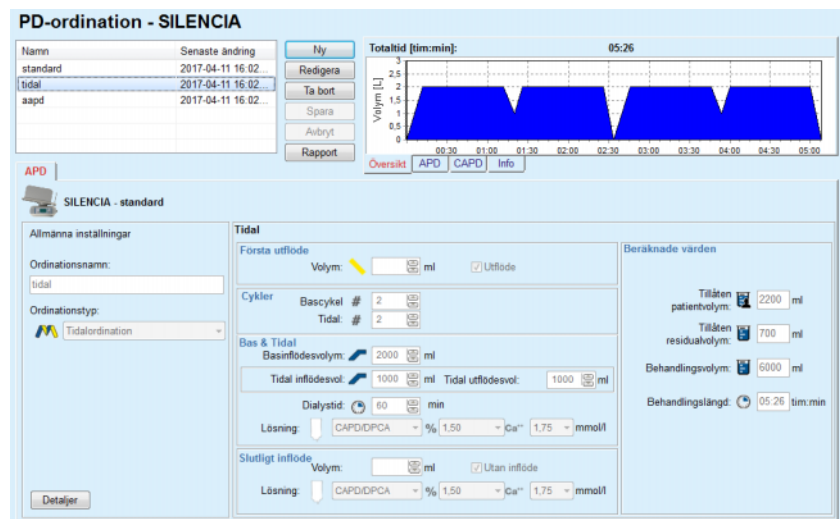 PD-ordination - SILENCIA
Namn Senaste ändring
standard 2017-04-11 16:02...
tidal 2017-04-11 16:02...
aapd 2017-04-11 16:02...
Ny
Redigera
Ta bort
Spara
Avbryt
Rapport
Totaltid [tim:min]: 05:26
Volym [L]
3
2,5
2
1,5
1
0,5
0
00:30 01:00 01:30 02:00 02:30 03:00 03:30 04:00 04:30 05:00
Översikt APD CAPD Info
APD
SILENCIA - standard
Allmänna inställningar
Ordinationsnamn:
tidal
Ordinationstyp:
Tidalordination
Detaljer
Tidal
Första utflöde
Volym: ml Utflöde
Cykler Bascykel # 2
Tidal: # 2
Bas & Tidal
Basinflödesvolym: 2000 ml
Tidal inflödesvol: 1000 ml Tidal utflödesvol: 1000 ml
Dialystid: 60 min
Lösning: CAPD/DPCA % 1,50 Ca⁺⁺ 1,75 mmol/l
Slutligt inflöde
Volym: ml Utan inflöde
Lösning: CAPD/DPCA % 1,50 Ca⁺⁺ 1,75 mmol/l
Beräknade värden
Tillåten
patientvolym: 2200 ml
Tillåten
residualvolym: 700 ml
Behandlingsvolym: 6000 ml
Behandlingslängd: 05:26 tim:min